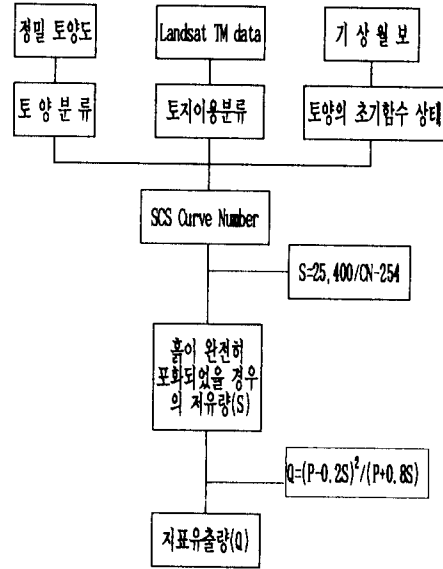 정밀 토양도
Landsat TM data
기 상 월 보
토 양 분 류
토지이용분류
토양의 초기함수 상태
SCS Curve Number
S=25,400/CN-254
흙이 완전히
포화되었을 경우
의 저유량(S)
Q=(P-0.2S)²/(P+0.8S)
지표유출량(Q)